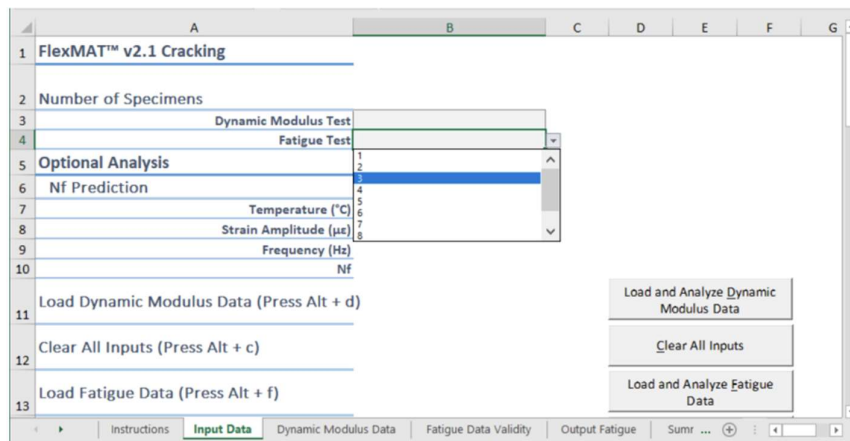 A B C D E F G
1 FlexMAT™ v2.1 Cracking
2 Number of Specimens
3 Dynamic Modulus Test
4 Fatigue Test
1
2
3
4
5
6
7
8
5 Optional Analysis
6 Nf Prediction
7 Temperature (°C)
8 Strain Amplitude (με)
9 Frequency (Hz)
10 Nf
11 Load Dynamic Modulus Data (Press Alt + d)
Load and Analyze Dynamic
Modulus Data
12 Clear All Inputs (Press Alt + c)
Clear All Inputs
13 Load Fatigue Data (Press Alt + f)
Load and Analyze Fatigue
Data
Instructions Input Data Dynamic Modulus Data Fatigue Data Validity Output Fatigue Sumr ...